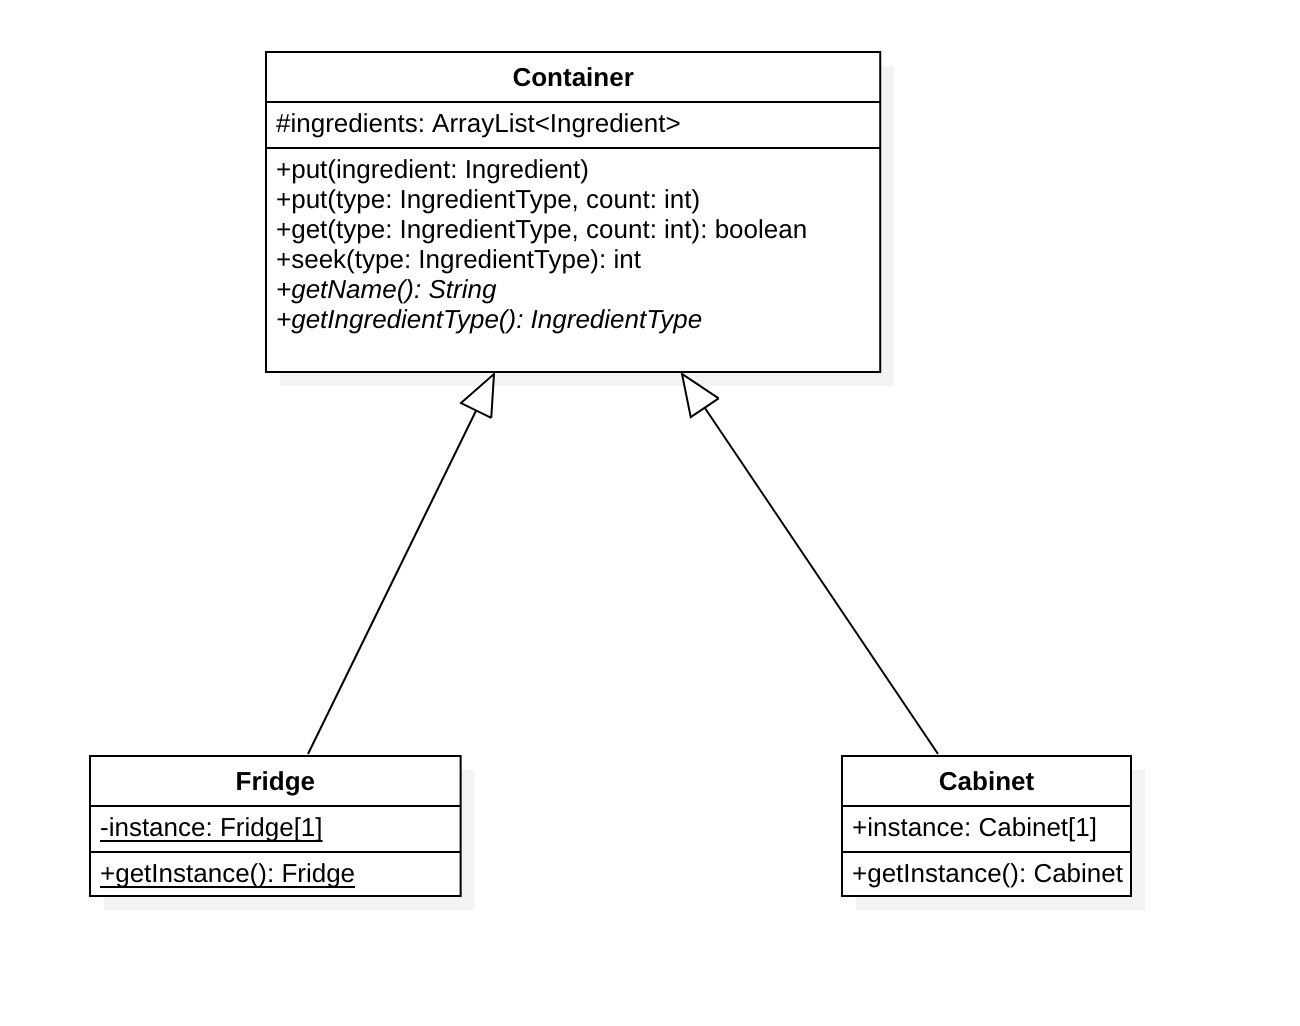 Container
#ingredients: ArrayList<Ingredient>
+put(ingredient: Ingredient)
+put(type: IngredientType, count: int)
+get(type: IngredientType, count: int): boolean
+seek(type: IngredientType): int
+getName(): String
+getIngredientType(): IngredientType
Fridge
-instance: Fridge[1]
+getInstance(): Fridge
Cabinet
+instance: Cabinet[1]
+getInstance(): Cabinet